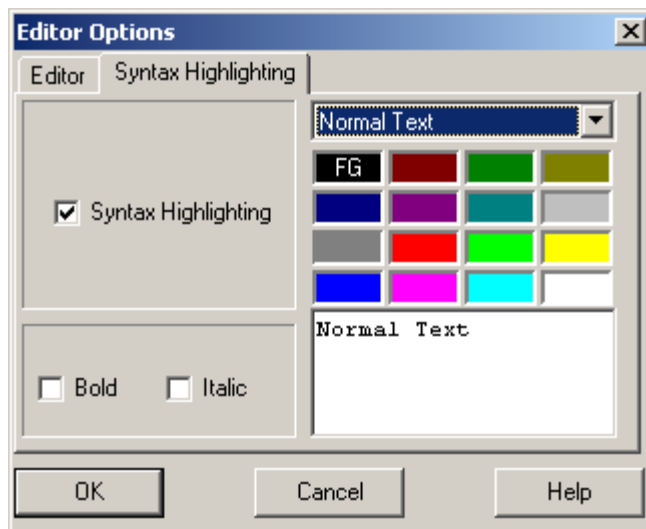 Editor Options
Editor Syntax Highlighting
Normal Text
FG
Syntax Highlighting
Normal Text
Bold Italic
OK Cancel Help